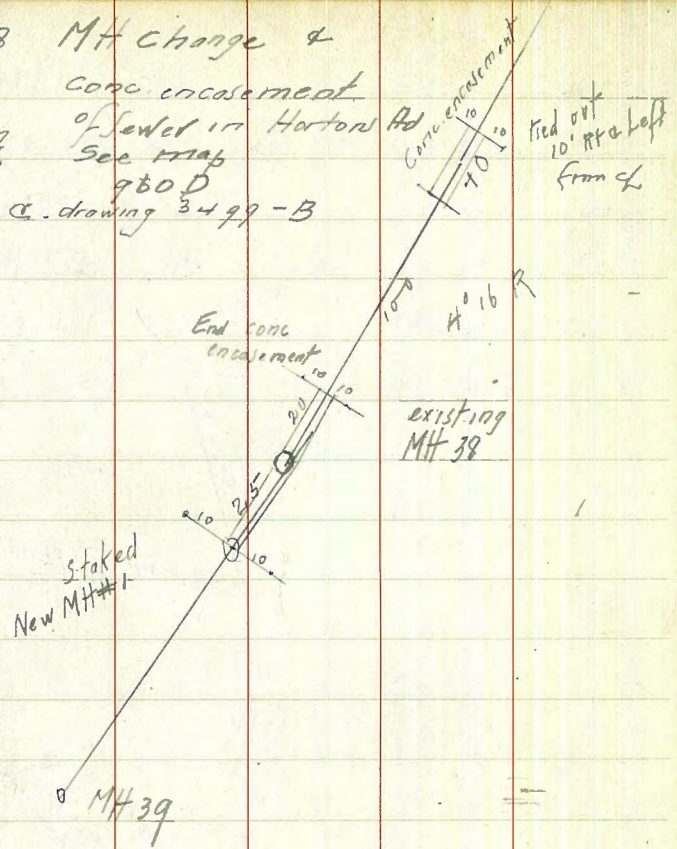 MH Change &
Conc. encasement
of sewer in Hortons Ad
See map
960 D
drawing 3499-B
Conc. encasement
10
10
40
Tied out
10' Rt & Left
from CL
100
4° 16 R
End conc
encasement
10
10
20
existing
MH 38
25
10
10
Staked
New MH#1
MH 39